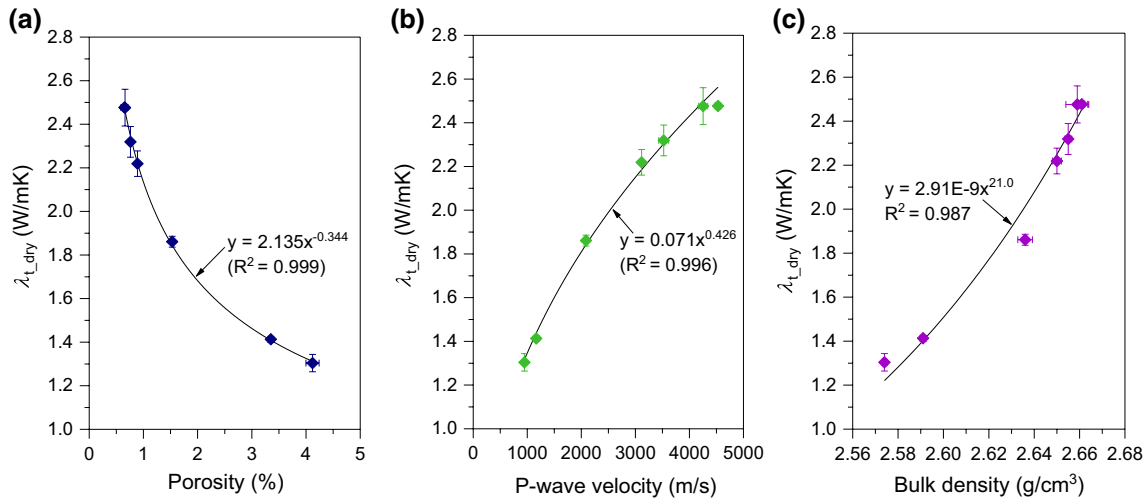 (a)
2.8
2.6
2.4
2.2
2.0
1.8
1.6
1.4
1.2
1.0
λt_dry (W/mK)
y = 2.135x^-0.344
(R² = 0.999)
0 1 2 3 4 5
Porosity (%)
(b)
2.8
2.6
2.4
2.2
2.0
1.8
1.6
1.4
1.2
1.0
λt_dry (W/mK)
y = 0.071x^0.426
(R² = 0.996)
0 1000 2000 3000 4000 5000
P-wave velocity (m/s)
(c)
2.8
2.6
2.4
2.2
2.0
1.8
1.6
1.4
1.2
1.0
λt_dry (W/mK)
y = 2.91E-9x^21.0
R² = 0.987
2.56 2.58 2.60 2.62 2.64 2.66 2.68
Bulk density (g/cm³)